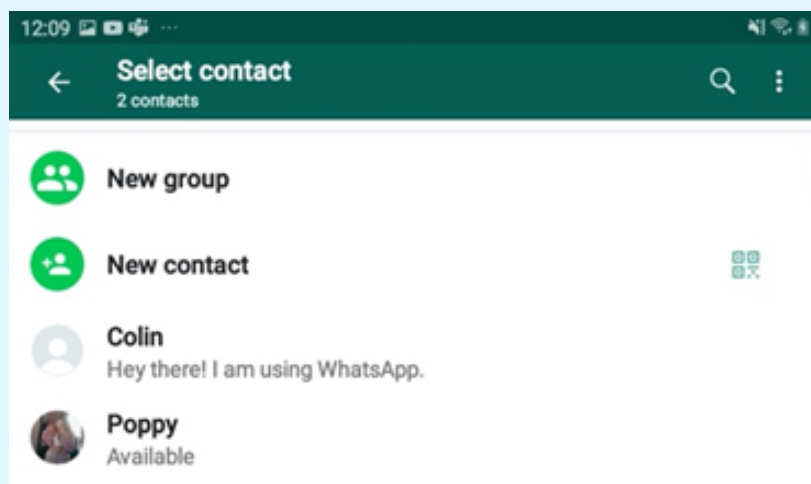 12:09
Select contact
2 contacts
New group
New contact
Colin
Hey there! I am using WhatsApp.
Poppy
Available